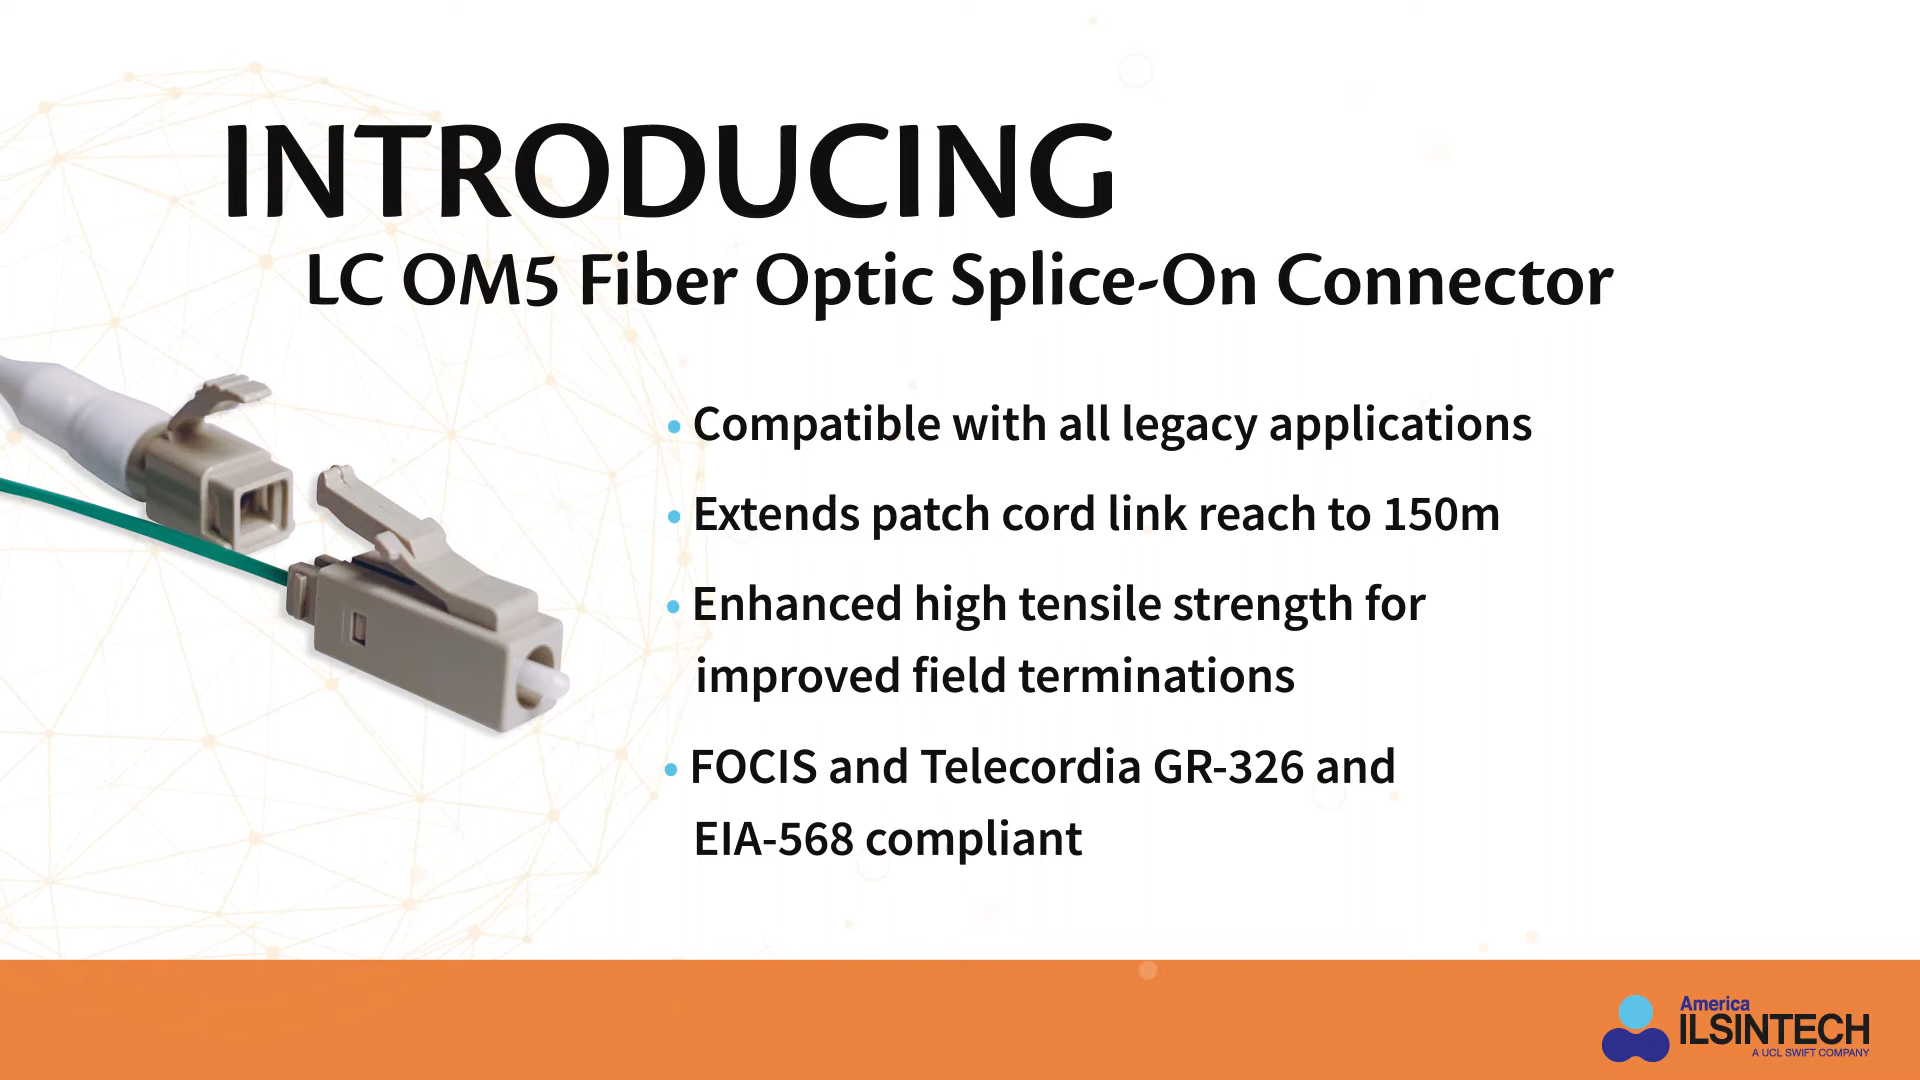 INTRODUCING
LC OM5 Fiber Optic Splice-On Connector
• Compatible with all legacy applications
• Extends patch cord link reach to 150m
• Enhanced high tensile strength for
improved field terminations
• FOCIS and Telecordia GR-326 and
EIA-568 compliant
America
ILSINTECH
A UCL SWIFT COMPANY